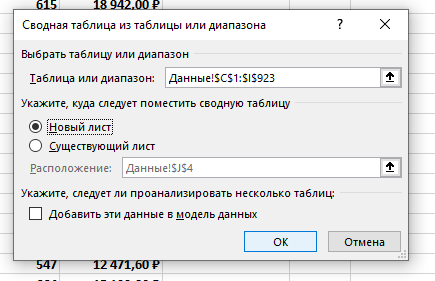 615 18 942,00 ₽
Сводная таблица из таблицы или диапазона ? ×
Выбрать таблицу или диапазон
Таблица или диапазон: Данные!$C$1:$I$923
Укажите, куда следует поместить сводную таблицу
Новый лист
Существующий лист
Расположение: Данные!$J$4
Укажите, следует ли проанализировать несколько таблиц:
Добавить эти данные в модель данных
ОК Отмена
547 12 471,60 ₽